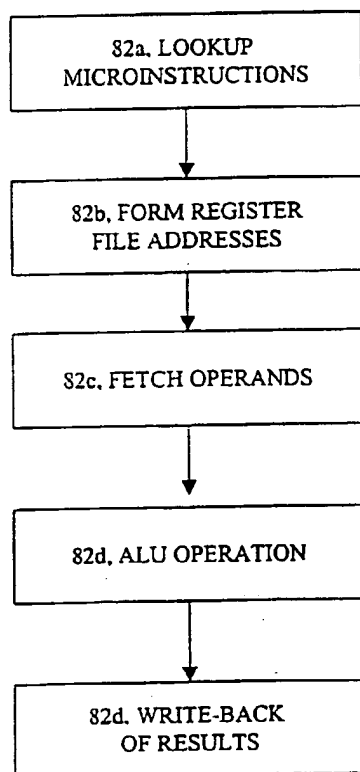 82a, LOOKUP
MICROINSTRUCTIONS
82b, FORM REGISTER
FILE ADDRESSES
82c, FETCH OPERANDS
82d, ALU OPERATION
82d, WRITE-BACK
OF RESULTS